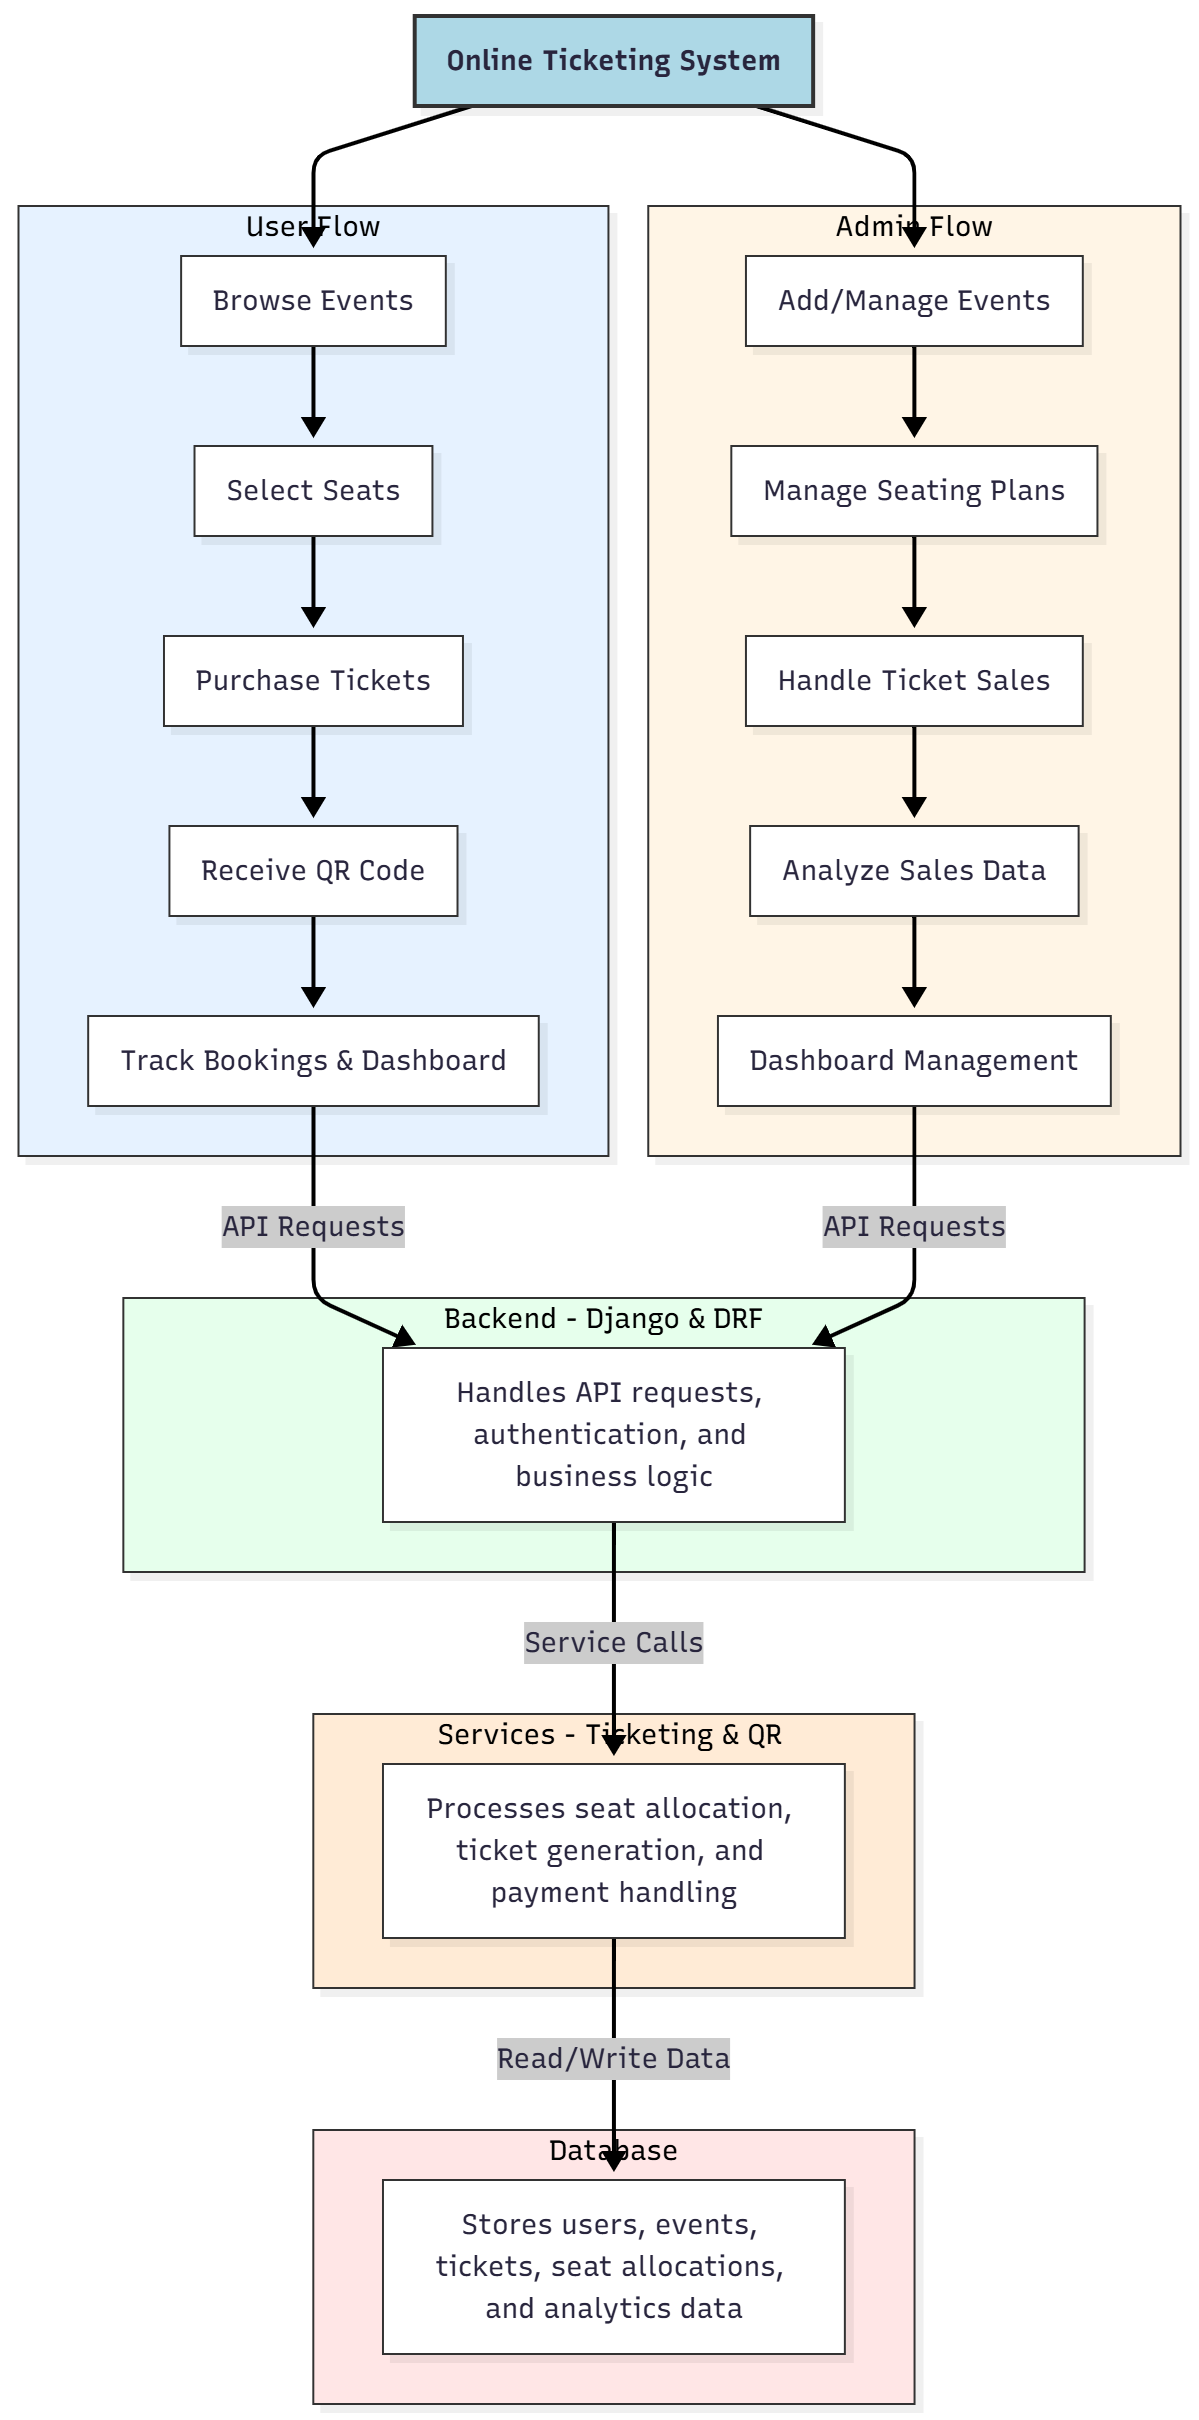 Online Ticketing System
User Flow
Browse Events
Select Seats
Purchase Tickets
Receive QR Code
Track Bookings & Dashboard
Admin Flow
Add/Manage Events
Manage Seating Plans
Handle Ticket Sales
Analyze Sales Data
Dashboard Management
API Requests
API Requests
Backend - Django & DRF
Handles API requests,
authentication, and
business logic
Service Calls
Services - Ticketing & QR
Processes seat allocation,
ticket generation, and
payment handling
Read/Write Data
Database
Stores users, events,
tickets, seat allocations,
and analytics data